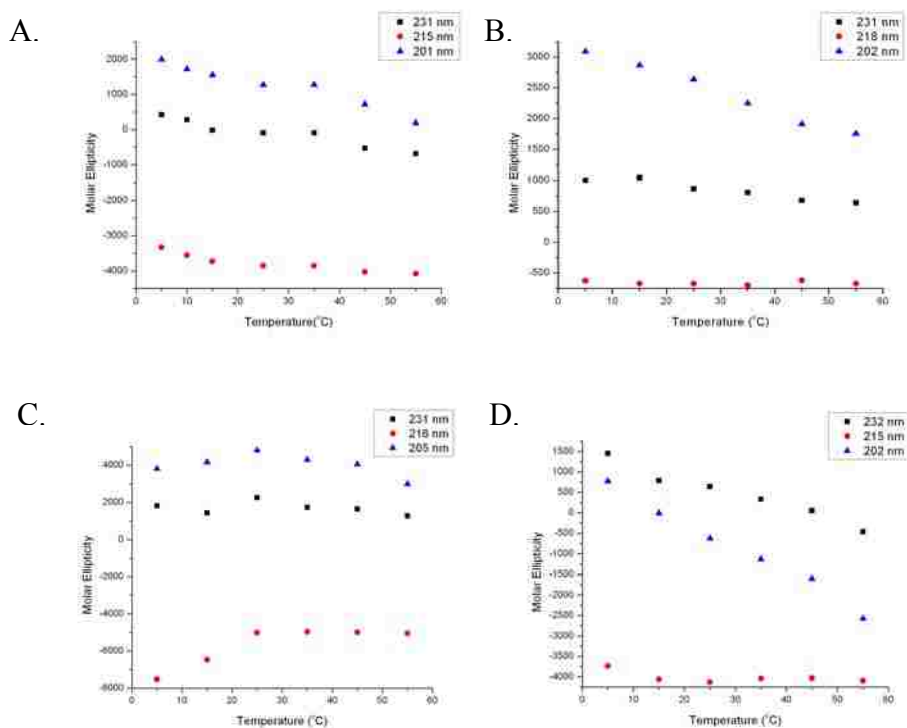 A.
231 nm
215 nm
201 nm
2000
1000
0
-1000
-2000
-3000
-4000
Molar Ellipticity
0 10 20 30 40 50 60
Temperature(°C)
B.
231 nm
218 nm
202 nm
3000
2500
2000
1500
1000
500
0
-500
Molar Ellipticity
0 10 20 30 40 50 60
Temperature (°C)
C.
231 nm
216 nm
205 nm
4000
2000
0
-2000
-4000
-6000
-8000
Molar Ellipticity
0 10 20 30 40 50 60
Temperature (°C)
D.
232 nm
215 nm
202 nm
1500
1000
500
0
-500
-1000
-1500
-2000
-2500
-3000
-3500
-4000
Molar Ellipticity
0 10 20 30 40 50 60
Temperature (°C)